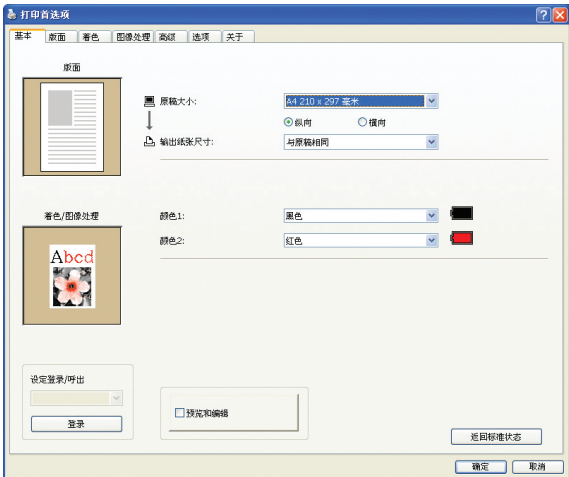 打印首选项
基本 版面 着色 图像处理 高级 选项 关于
版面
原稿大小: A4 210 x 297 毫米
纵向 横向
输出纸张尺寸: 与原稿相同
着色/图像处理
颜色1: 黑色
颜色2: 红色
Abcd
设定登录/呼出
登录
预览和编辑
返回标准状态
确定 取消